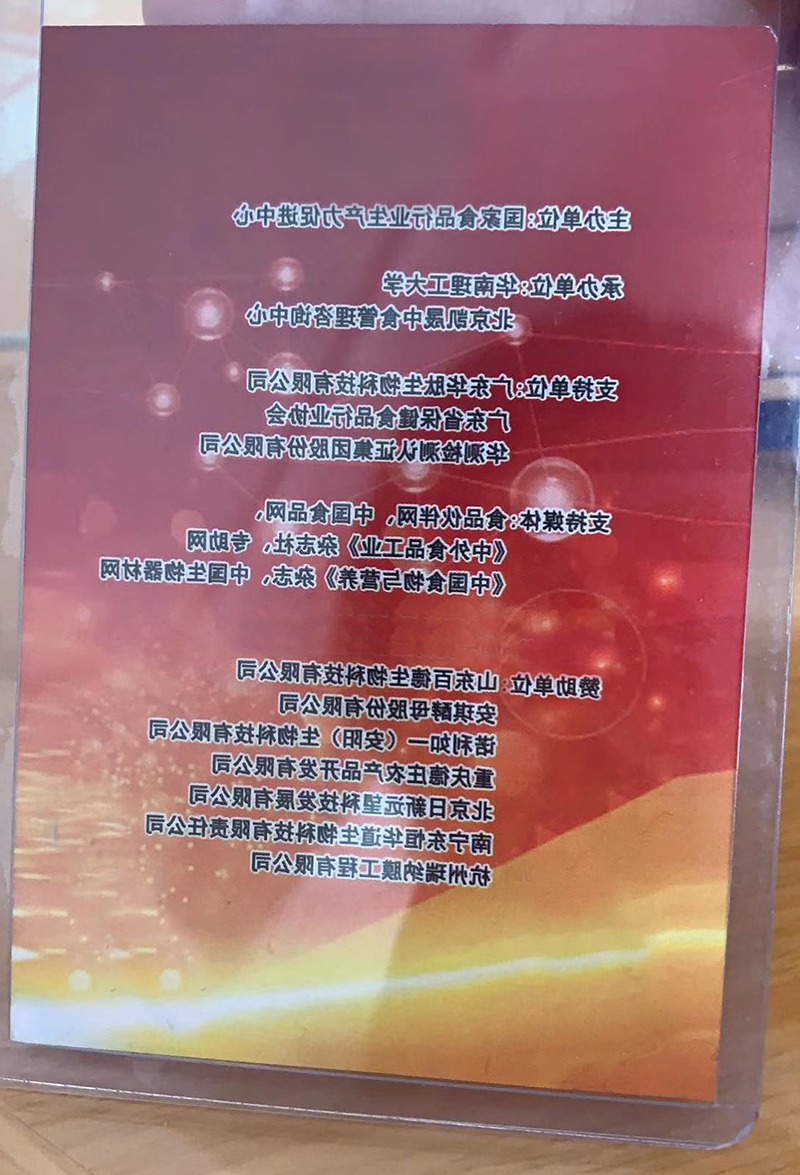 主办单位:国家食品行业生产力促进中心
承办单位:华南理工大学
北京凯晟中食管理咨询中心
支持单位:广东华肽生物科技有限公司
广东省保健食品行业协会
华测检测认证集团股份有限公司
支持媒体:食品伙伴网、中国食品网、
《中外食品工业》杂志社、专助网
《中国食物与营养》杂志、中国生物器材网
赞助单位:山东百德生物科技有限公司
安琪酵母股份有限公司
诺利如一（安阳）生物科技有限公司
重庆德庄农产品开发有限公司
北京日新远望科技发展有限公司
南宁东恒华道生物科技有限责任公司
杭州瑞纳膜工程有限公司